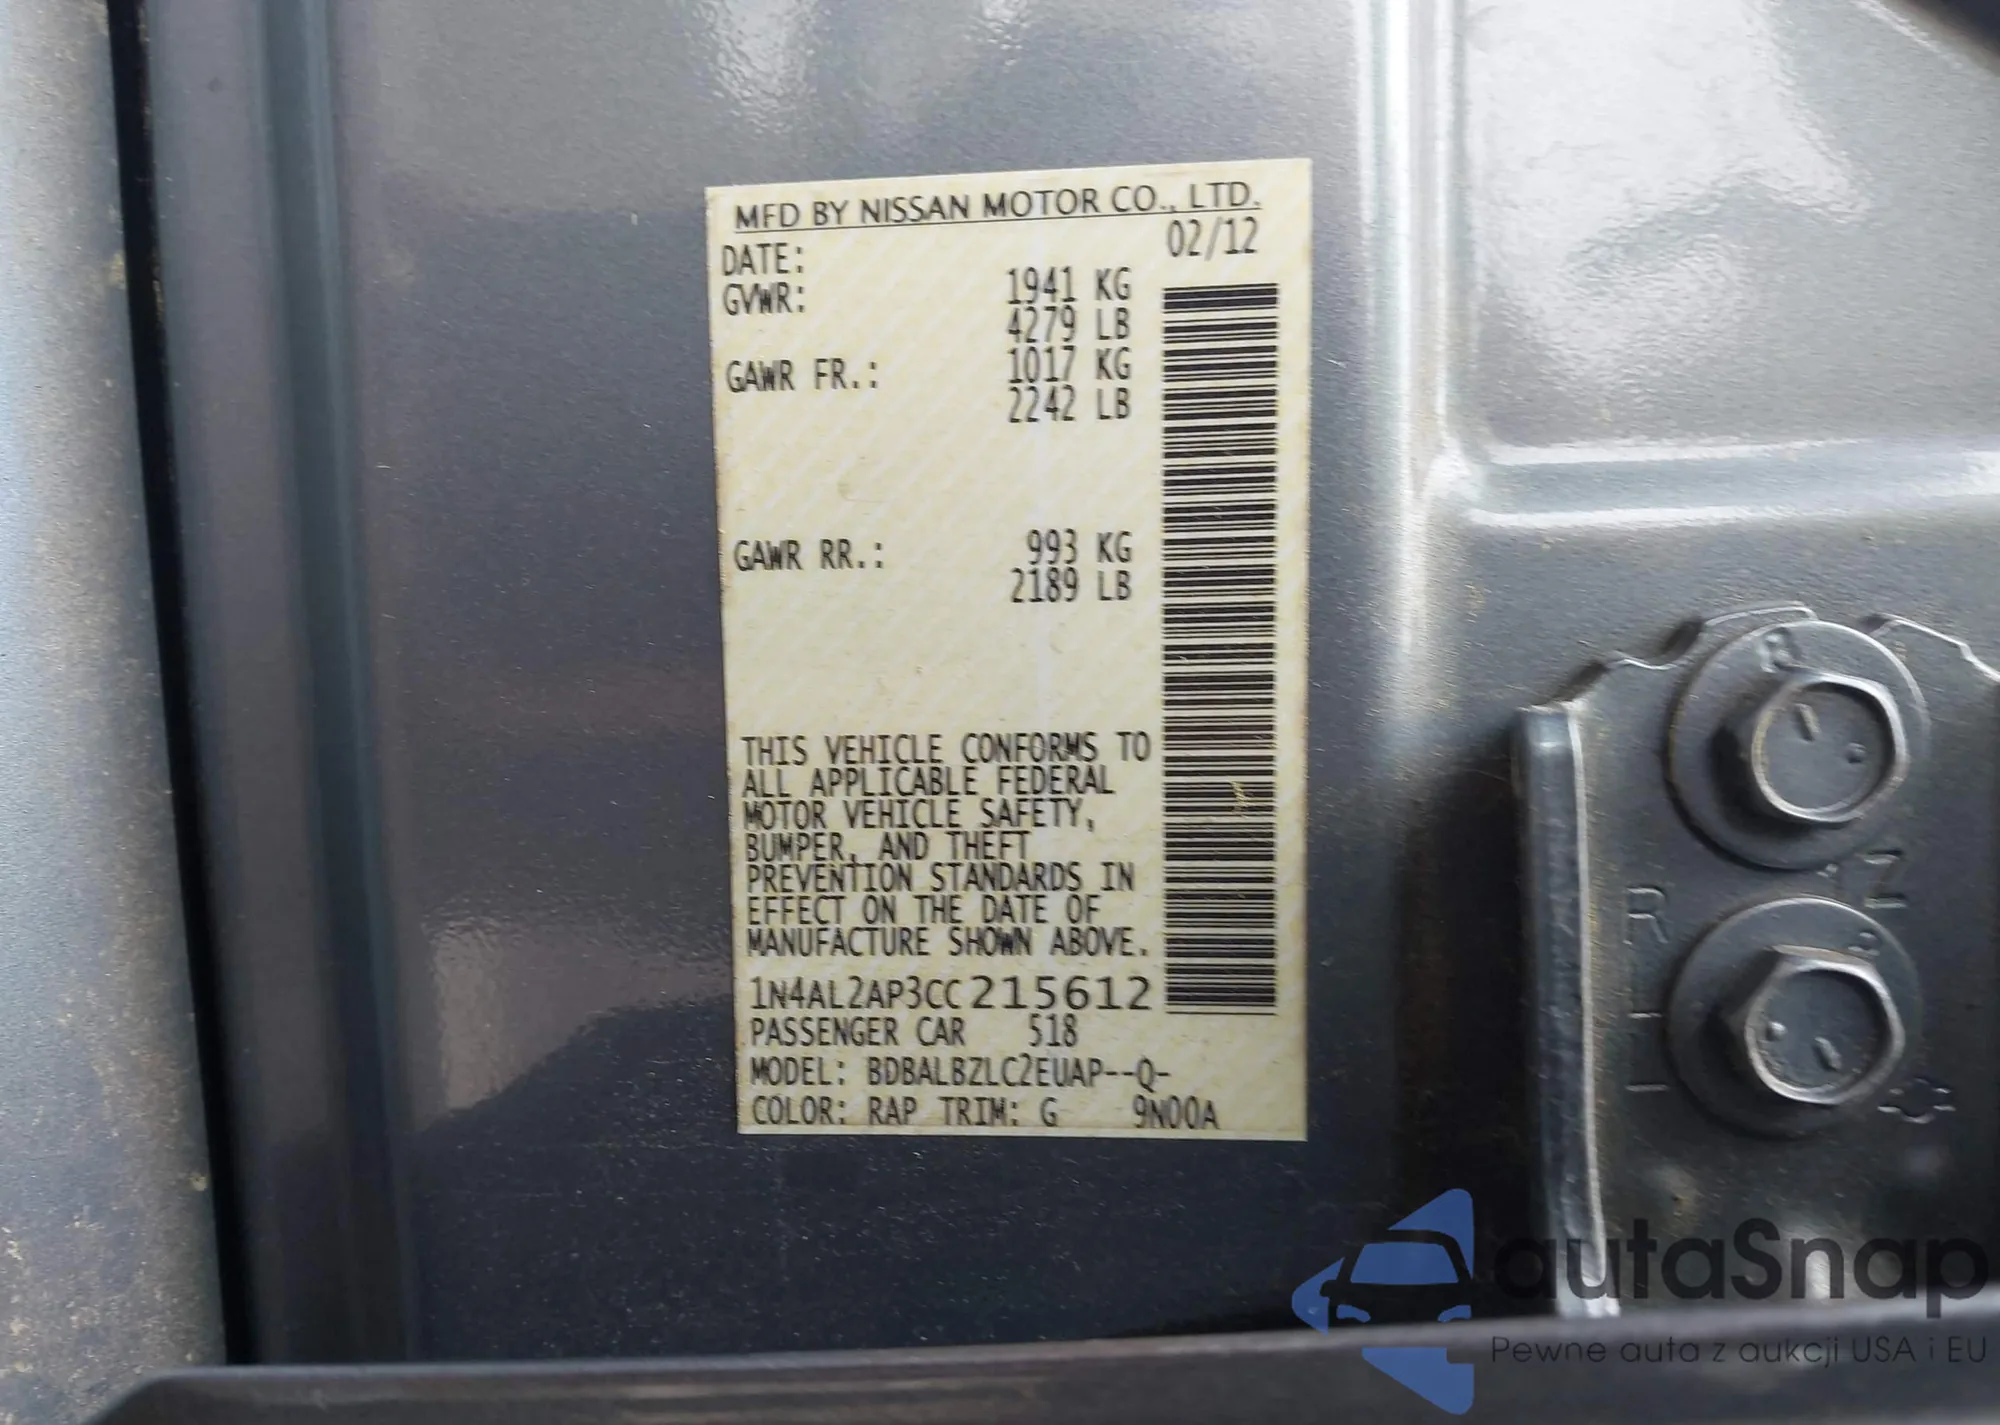 MFD BY NISSAN MOTOR CO., LTD.
DATE: 02/12
GVWR: 1941 KG
4279 LB
GAWR FR.: 1017 KG
2242 LB
GAWR RR.: 993 KG
2189 LB
THIS VEHICLE CONFORMS TO
ALL APPLICABLE FEDERAL
MOTOR VEHICLE SAFETY,
BUMPER, AND THEFT
PREVENTION STANDARDS IN
EFFECT ON THE DATE OF
MANUFACTURE SHOWN ABOVE.
1N4AL2AP3CC215612
PASSENGER CAR 518
MODEL: BDBALBZLC2EUAP--Q-
COLOR: RAP TRIM: G 9N00A
autaSnap
Pewne auta z aukcji USA i EU